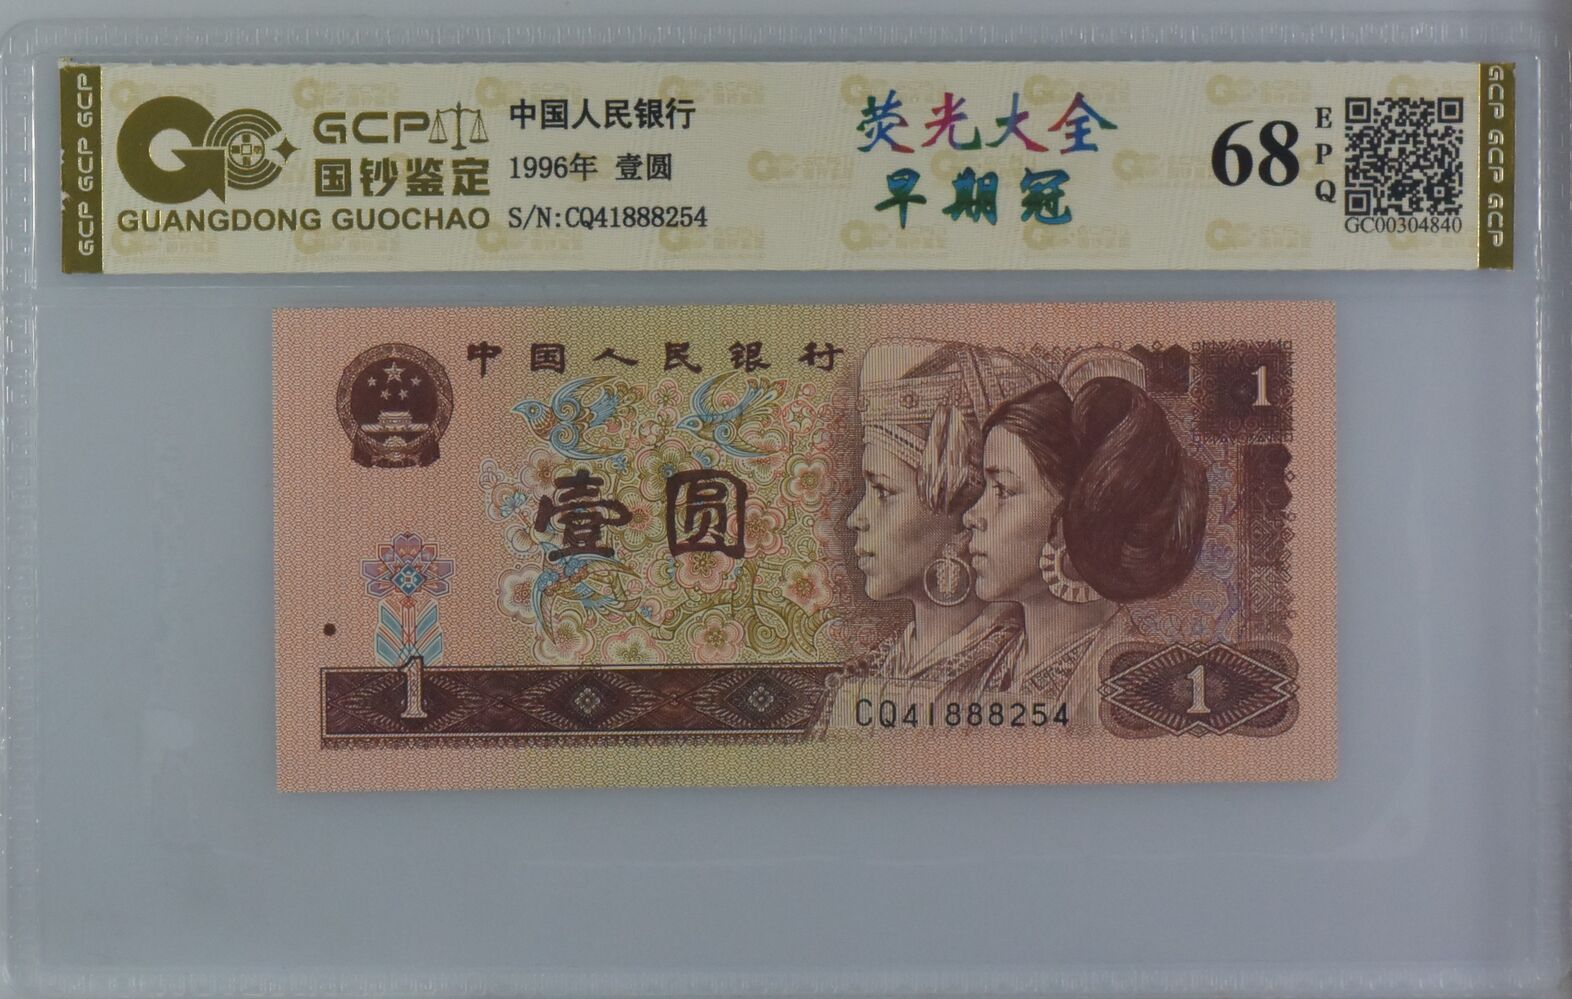 GCP
国钞鉴定
GUANGDONG GUOCHAO
中国人民银行
1996年 壹圆
S/N:CQ41888254
荧光大全
早期冠
68
EPQ
GC00304840
GCP GCP GCP
GCP GCP GCP
中国人民银行
1
壹圆
1
CQ41888254
1